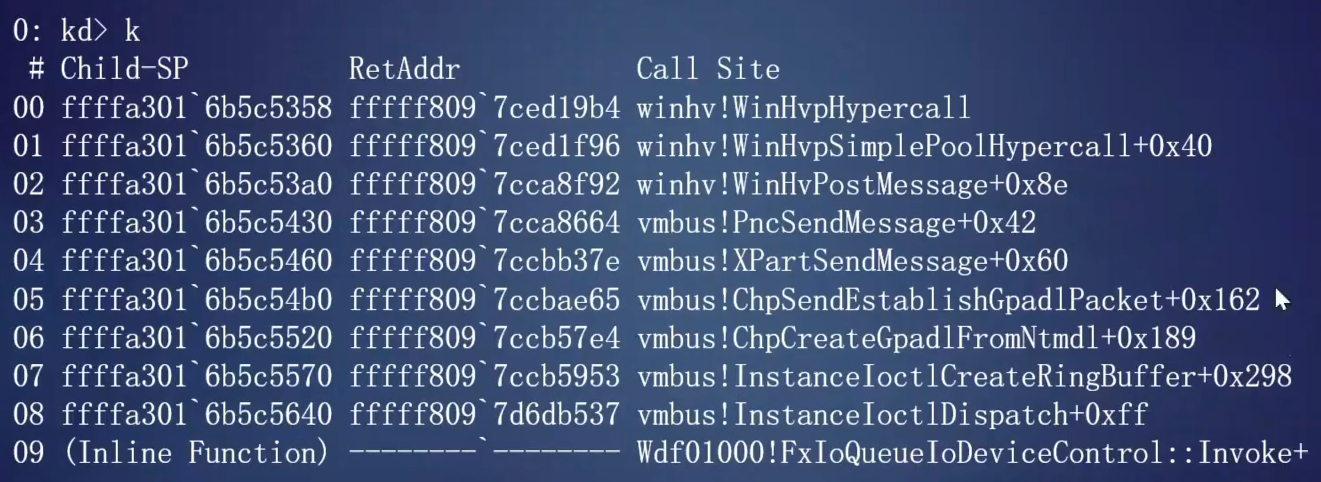 0: kd> k
# Child-SP RetAddr Call Site
00 ffffa301`6b5c5358 fffff809`7ced19b4 winhv!WinHvpHypercall
01 ffffa301`6b5c5360 fffff809`7ced1f96 winhv!WinHvpSimplePoolHypercall+0x40
02 ffffa301`6b5c53a0 fffff809`7cca8f92 winhv!WinHvPostMessage+0x8e
03 ffffa301`6b5c5430 fffff809`7cca8664 vmbus!PncSendMessage+0x42
04 ffffa301`6b5c5460 fffff809`7ccbb37e vmbus!XPartSendMessage+0x60
05 ffffa301`6b5c54b0 fffff809`7ccbae65 vmbus!ChpSendEstablishGpadlPacket+0x162
06 ffffa301`6b5c5520 fffff809`7ccb57e4 vmbus!ChpCreateGpadlFromNtmdl+0x189
07 ffffa301`6b5c5570 fffff809`7ccb5953 vmbus!InstanceIoctlCreateRingBuffer+0x298
08 ffffa301`6b5c5640 fffff809`7d6db537 vmbus!InstanceIoctlDispatch+0xff
09 (Inline Function) --------`-------- Wdf01000!FxIoQueueIoDeviceControl::Invoke+